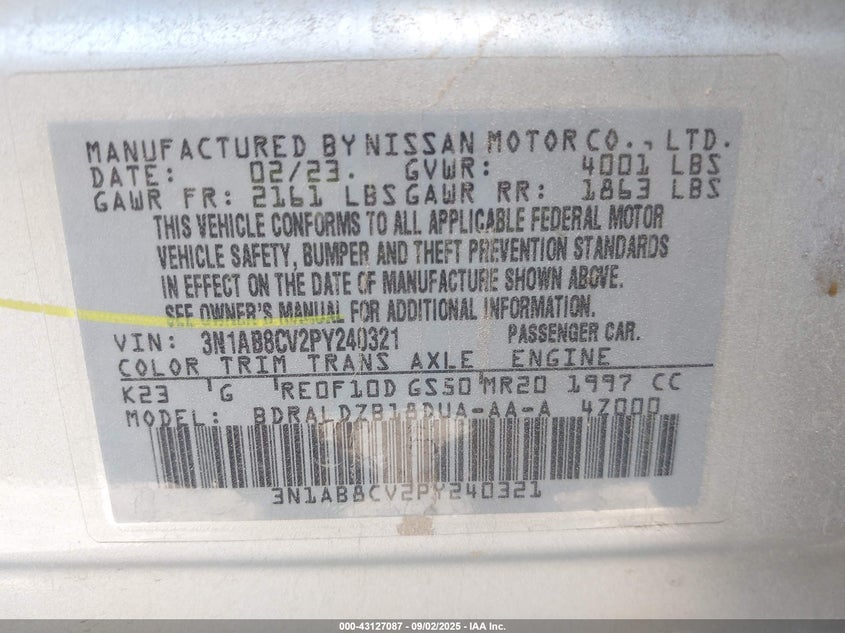 MANUFACTURED BY NISSAN MOTOR CO., LTD.
DATE: 02/23. GVWR: 4001 LBS
GAWR FR: 2161 LBS GAWR RR: 1863 LBS
THIS VEHICLE CONFORMS TO ALL APPLICABLE FEDERAL MOTOR
VEHICLE SAFETY, BUMPER AND THEFT PREVENTION STANDARDS
IN EFFECT ON THE DATE OF MANUFACTURE SHOWN ABOVE.
SEE OWNER'S MANUAL FOR ADDITIONAL INFORMATION.
VIN: 3N1AB8CV2PY240321 PASSENGER CAR.
COLOR TRIM TRANS AXLE ENGINE
K23 'G 'RE0F10D GS50 MR20 1997 CC
MODEL: BDRALDZB18DUA-AA-A 4Z000
3N1AB8CV2PY240321
000-43127087 - 09/02/2025 - IAA Inc.